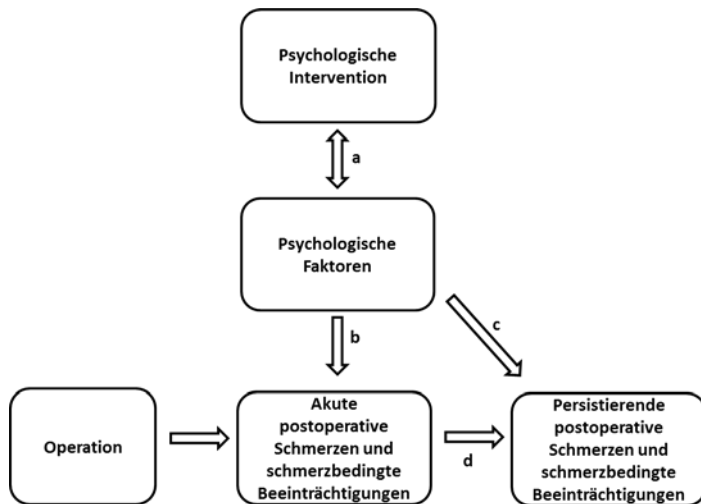 Psychologische
Intervention
a
Psychologische
Faktoren
b
c
Operation
Akute
postoperative
Schmerzen und
schmerzbedingte
Beeinträchtigungen
d
Persistierende
postoperative
Schmerzen und
schmerzbedingte
Beeinträchtigungen